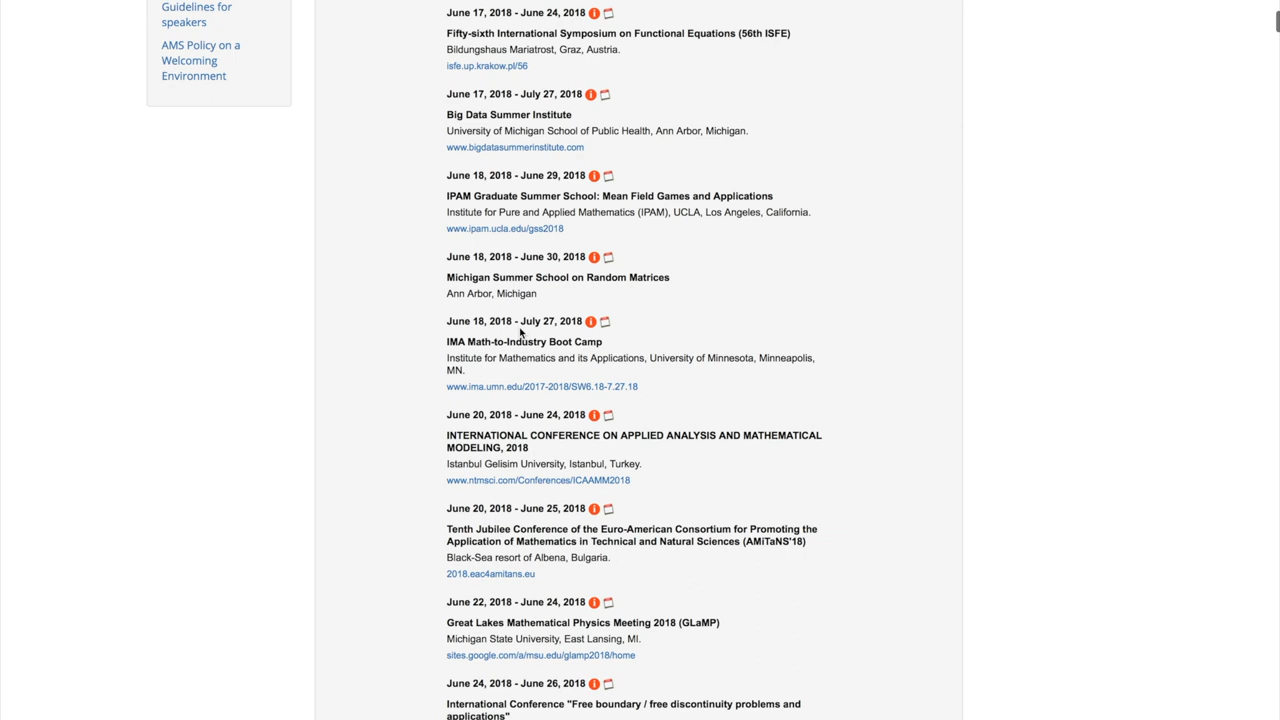 Guidelines for
speakers
AMS Policy on a
Welcoming
Environment
June 17, 2018 - June 24, 2018
Fifty-sixth International Symposium on Functional Equations (56th ISFE)
Bildungshaus Mariatrost, Graz, Austria.
isfe.up.krakow.pl/56
June 17, 2018 - July 27, 2018
Big Data Summer Institute
University of Michigan School of Public Health, Ann Arbor, Michigan.
www.bigdatasummerinstitute.com
June 18, 2018 - June 29, 2018
IPAM Graduate Summer School: Mean Field Games and Applications
Institute for Pure and Applied Mathematics (IPAM), UCLA, Los Angeles, California.
www.ipam.ucla.edu/gss2018
June 18, 2018 - June 30, 2018
Michigan Summer School on Random Matrices
Ann Arbor, Michigan
June 18, 2018 - July 27, 2018
IMA Math-to-Industry Boot Camp
Institute for Mathematics and its Applications, University of Minnesota, Minneapolis,
MN.
www.ima.umn.edu/2017-2018/SW6.18-7.27.18
June 20, 2018 - June 24, 2018
INTERNATIONAL CONFERENCE ON APPLIED ANALYSIS AND MATHEMATICAL
MODELING, 2018
Istanbul Gelisim University, Istanbul, Turkey.
www.ntmsci.com/Conferences/ICAAMM2018
June 20, 2018 - June 25, 2018
Tenth Jubilee Conference of the Euro-American Consortium for Promoting the
Application of Mathematics in Technical and Natural Sciences (AMiTaNS'18)
Black-Sea resort of Albena, Bulgaria.
2018.eac4amitans.eu
June 22, 2018 - June 24, 2018
Great Lakes Mathematical Physics Meeting 2018 (GLaMP)
Michigan State University, East Lansing, MI.
sites.google.com/a/msu.edu/glamp2018/home
June 24, 2018 - June 26, 2018
International Conference "Free boundary / free discontinuity problems and
applications"